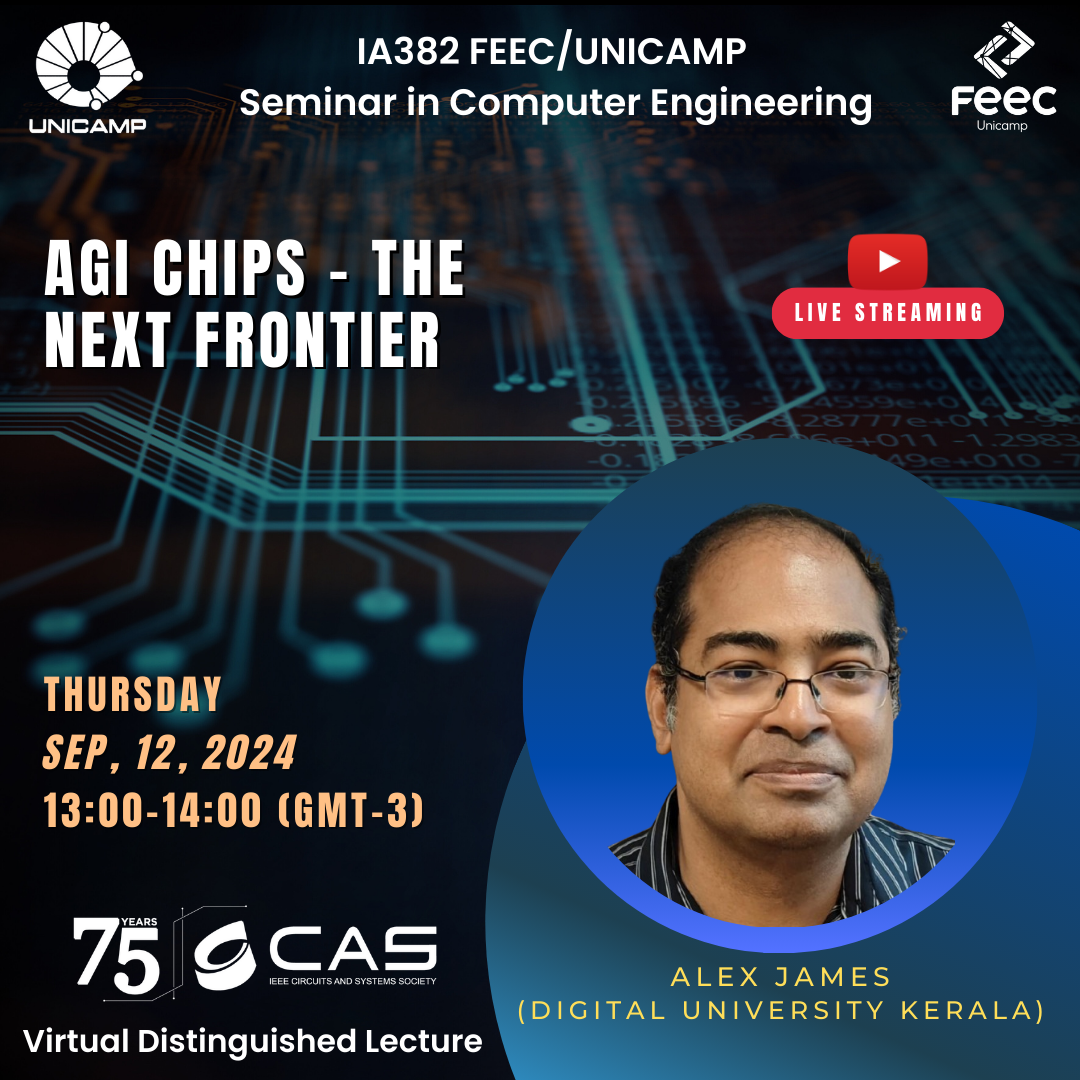 UNICAMP
IA382 FEEC/UNICAMP
Seminar in Computer Engineering
FEEC
Unicamp
AGI CHIPS - THE
NEXT FRONTIER
LIVE STREAMING
THURSDAY
SEP, 12, 2024
13:00-14:00 (GMT-3)
75 YEARS
CAS
IEEE CIRCUITS AND SYSTEMS SOCIETY
Virtual Distinguished Lecture
ALEX JAMES
(DIGITAL UNIVERSITY KERALA)